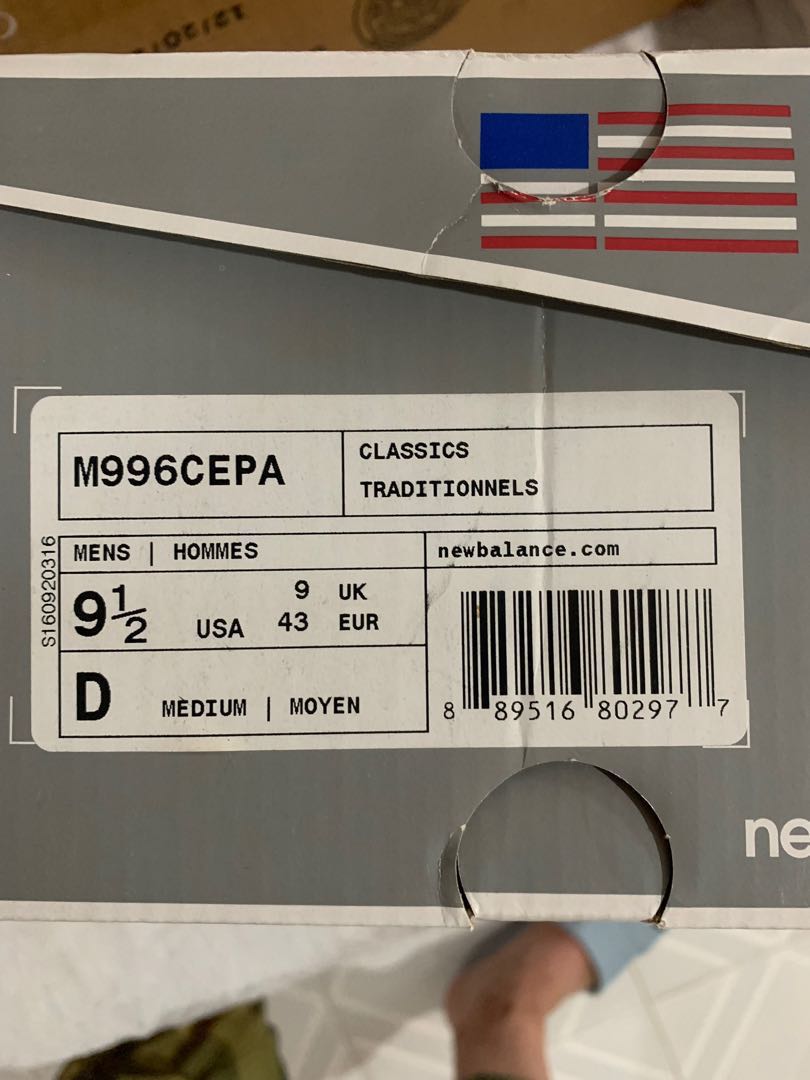 M996CEPA
CLASSICS
TRADITIONNELS
S160920316
MENS | HOMMES
newbalance.com
9½ USA
9 UK
43 EUR
D
MEDIUM | MOYEN
8 89516 80297 7
ne